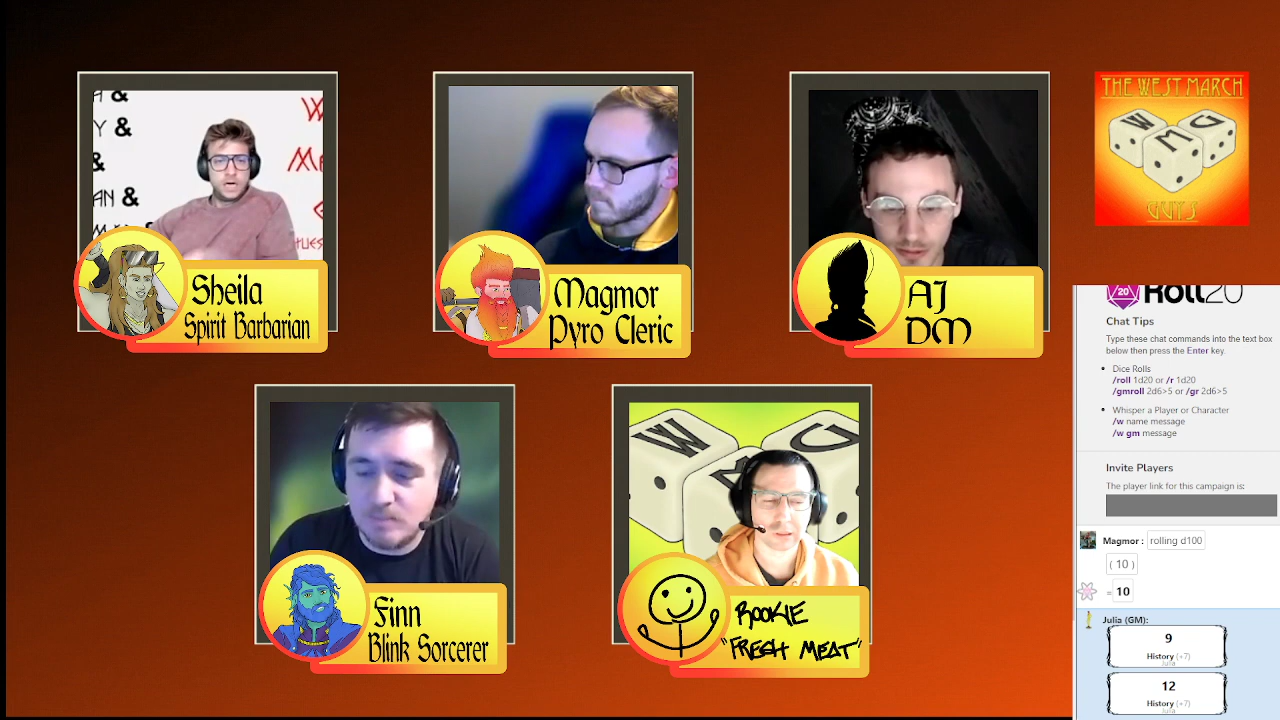 &
Y &
&
AN &
W
Sheila
Spirit Barbarian
Magmor
Pyro Cleric
AJ
DM
THE WEST MARCH
W M G
GUYS
Finn
Blink Sorcerer
W
G
ROOKIE
"FRESH MEAT"
20 Roll20
Chat Tips
Type these chat commands into the text box
below then press the Enter key.
Dice Rolls
/roll 1d20 or /r 1d20
/gmroll 2d6>5 or /gr 2d6>5
Whisper a Player or Character
/w name message
/w gm message
Invite Players
The player link for this campaign is:
Magmor : rolling d100
( 10 )
= 10
Julia (GM):
9
History (+7)
Julia
12
History (+7)
Julia